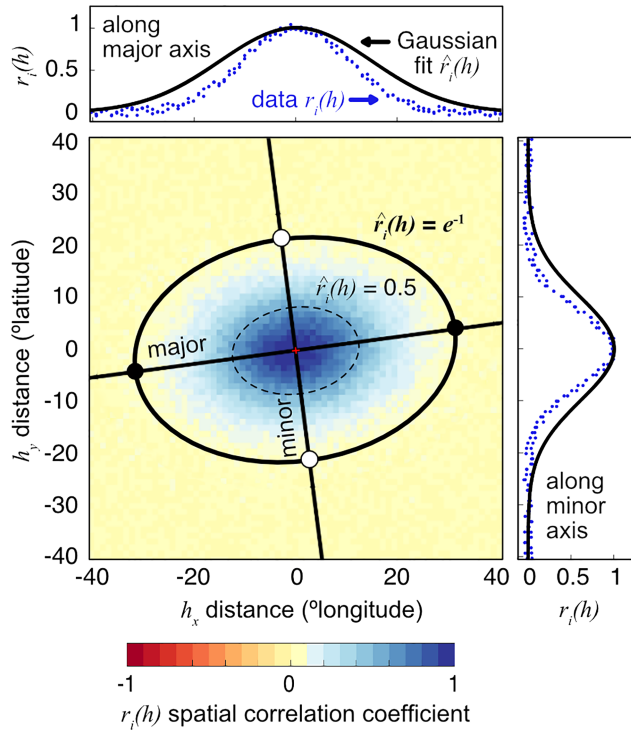 along
major axis
Gaussian
fit r̂ᵢ(h)
data rᵢ(h)
rᵢ(h)
1
0.5
0
40
30
20
10
0
-10
-20
-30
-40
h_y distance (ºlatitude)
r̂ᵢ(h) = e⁻¹
r̂ᵢ(h) = 0.5
major
minor
-40
-20
0
20
40
hₓ distance (ºlongitude)
along
minor
axis
0
0.5
1
rᵢ(h)
-1
0
1
rᵢ(h) spatial correlation coefficient